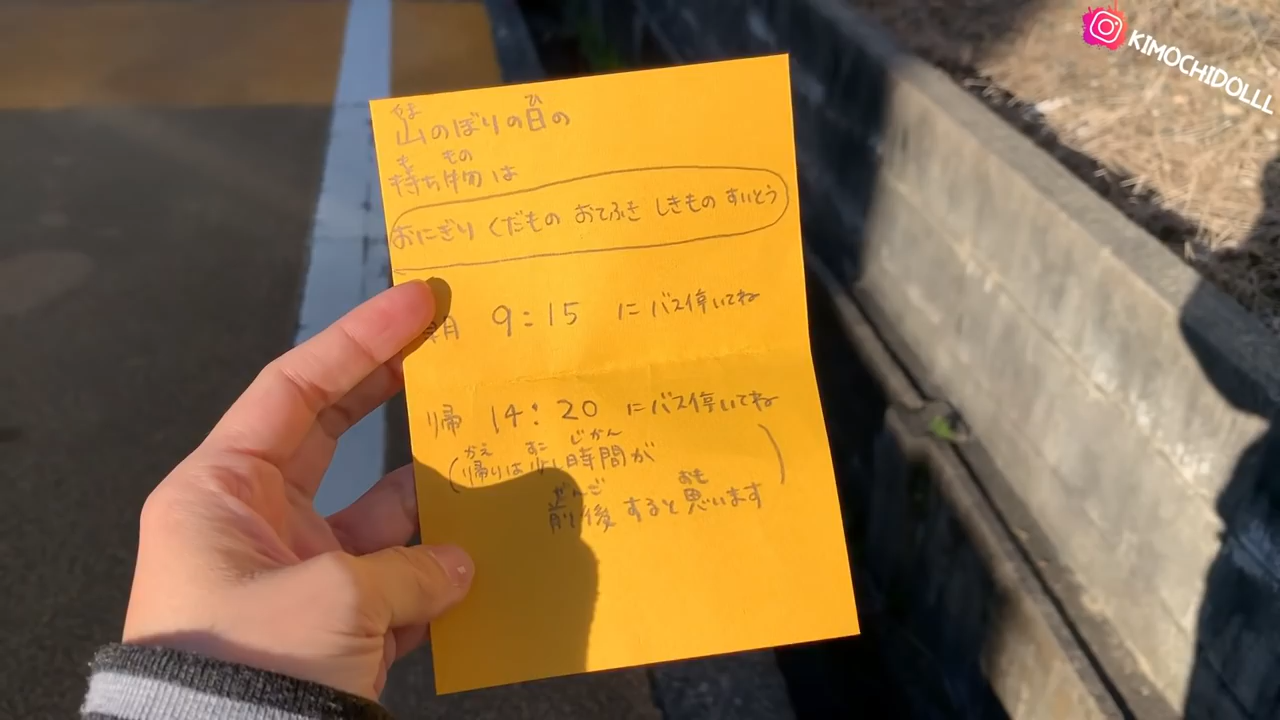 KIMOCHIDOLLL
やま ひ
山のぼりの日の
も もの
持ち物は
おにぎり くだもの おてふき しきもの すいとう
朝 9:15 にバス停いてね
帰 14:20 にバス停いてね
かえ すこ じかん
(帰りは少し時間が
ぜんご おも
前後すると思います)